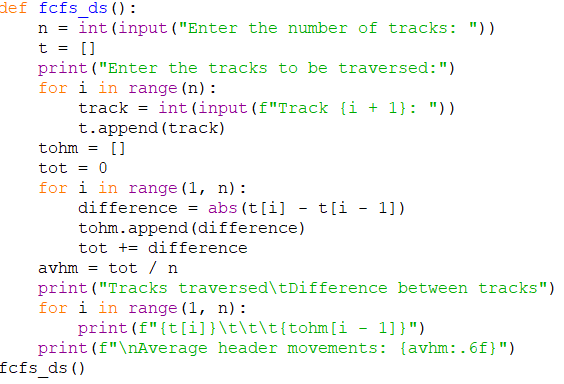 def fcfs_ds():
    n = int(input("Enter the number of tracks: "))
    t = []
    print("Enter the tracks to be traversed:")
    for i in range(n):
        track = int(input(f"Track {i + 1}: "))
        t.append(track)
    tohm = []
    tot = 0
    for i in range(1, n):
        difference = abs(t[i] - t[i - 1])
        tohm.append(difference)
        tot += difference
    avhm = tot / n
    print("Tracks traversed\tDifference between tracks")
    for i in range(1, n):
        print(f"{t[i]}\t\t\t{tohm[i - 1]}")
    print(f"\nAverage header movements: {avhm:.6f}")
fcfs_ds()